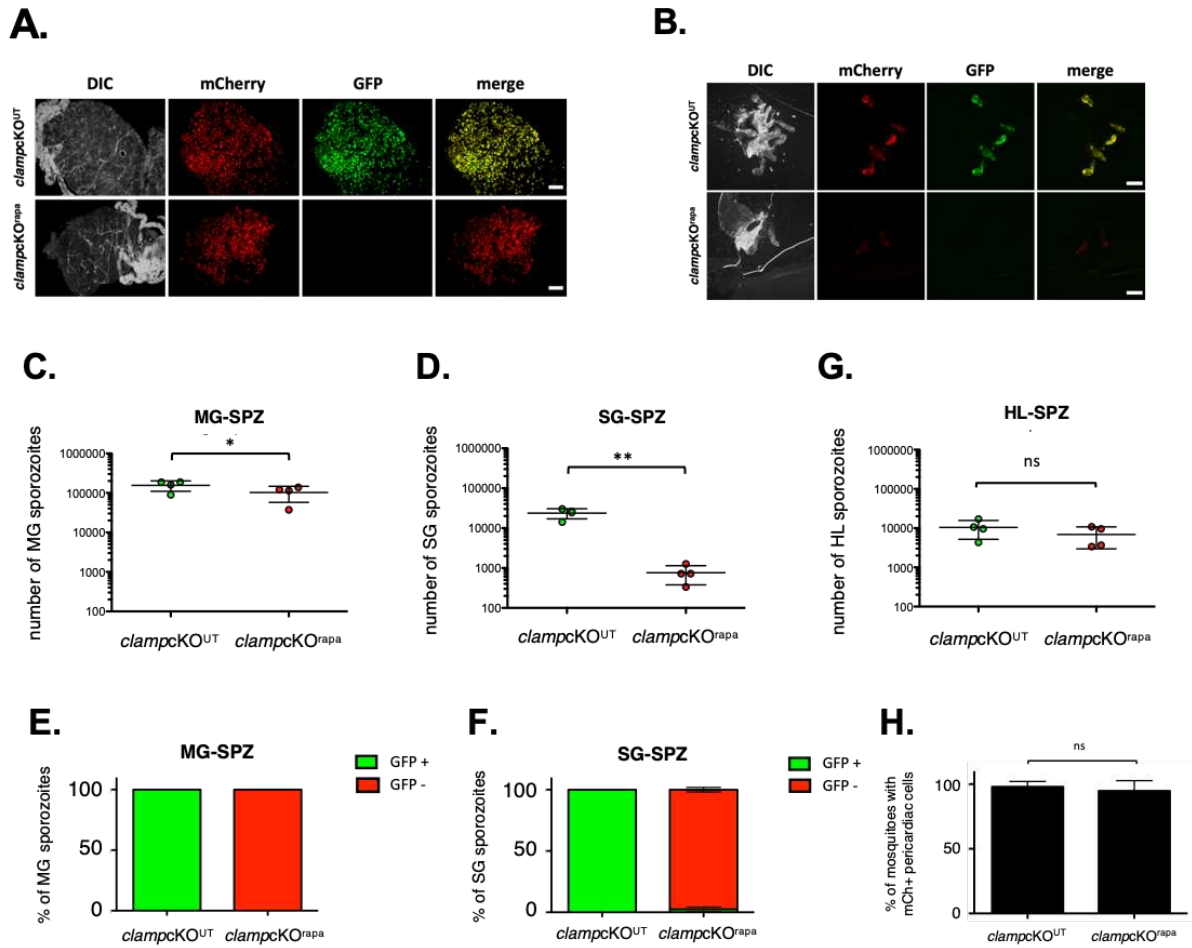 A.
DIC mCherry GFP merge
clampcKOUT
clampcKOrapa
B.
DIC mCherry GFP merge
clampcKOUT
clampcKOrapa
C.
MG-SPZ
*
number of MG sporozoites
1000000
100000
10000
1000
100
clampcKOUT clampcKOrapa
D.
SG-SPZ
**
number of SG sporozoites
1000000
100000
10000
1000
100
clampcKOUT clampcKOrapa
G.
HL-SPZ
ns
number of HL sporozoites
1000000
100000
10000
1000
100
clampcKOUT clampcKOrapa
E.
MG-SPZ
GFP +
GFP -
% of MG sporozoites
100
50
0
clampcKOUT clampcKOrapa
F.
SG-SPZ
GFP +
GFP -
% of SG sporozoites
100
50
0
clampcKOUT clampcKOrapa
H.
ns
% of mosquitoes with
mCh+ pericardiac cells
100
50
0
clampcKOUT clampcKOrapa